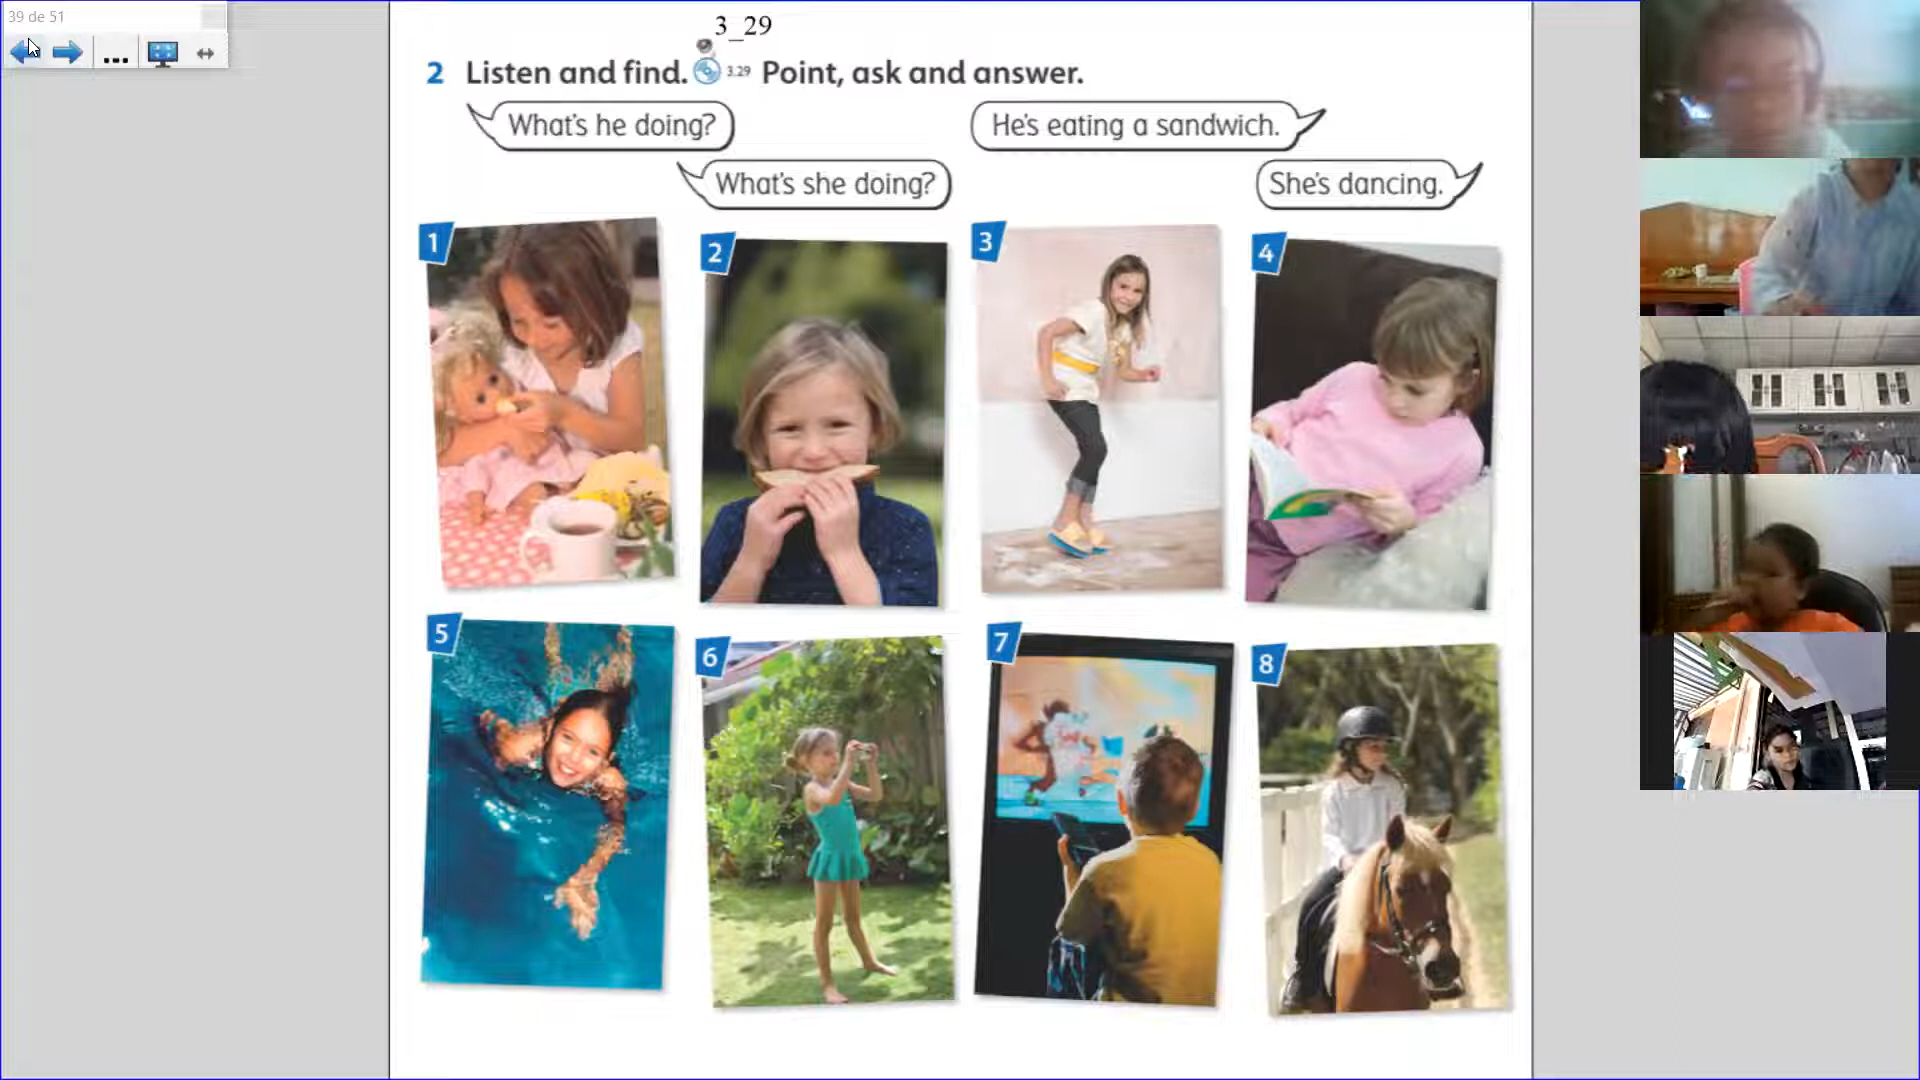 39 de 51
...
3_29
2 Listen and find. 3.29 Point, ask and answer.
What's he doing?
He's eating a sandwich.
What's she doing?
She's dancing.
1
2
3
4
5
6
7
8